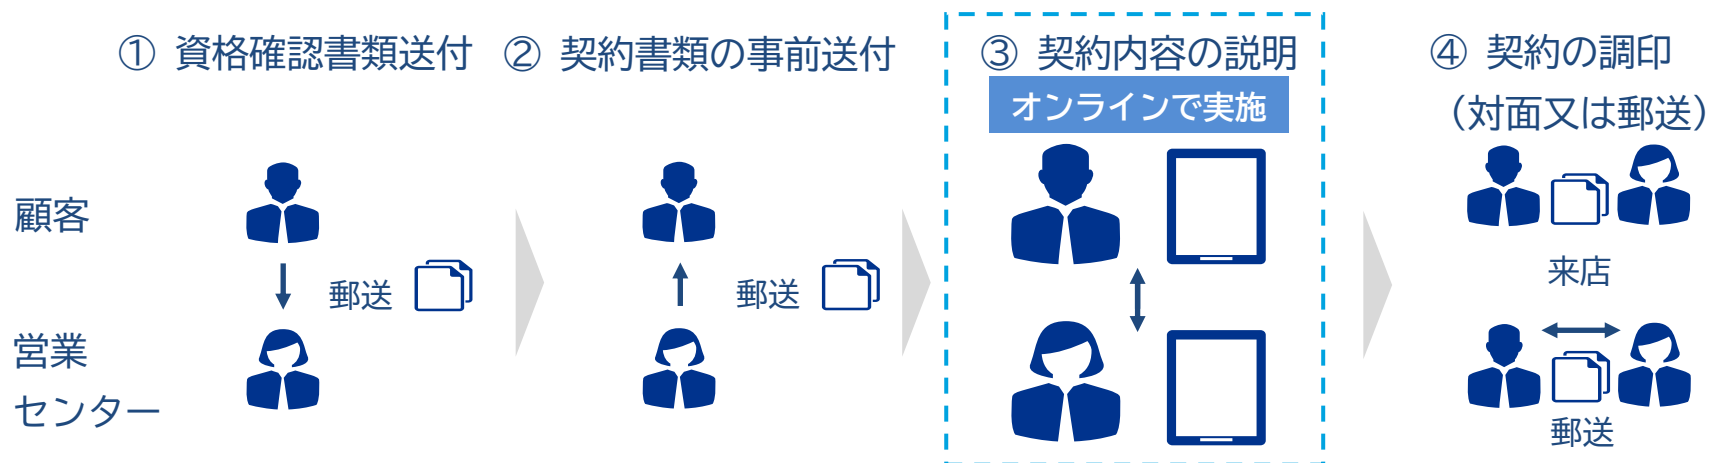 ① 資格確認書類送付
② 契約書類の事前送付
③ 契約内容の説明
オンラインで実施
④ 契約の調印
（対面又は郵送）
顧客
郵送
郵送
来店
営業
センター
郵送